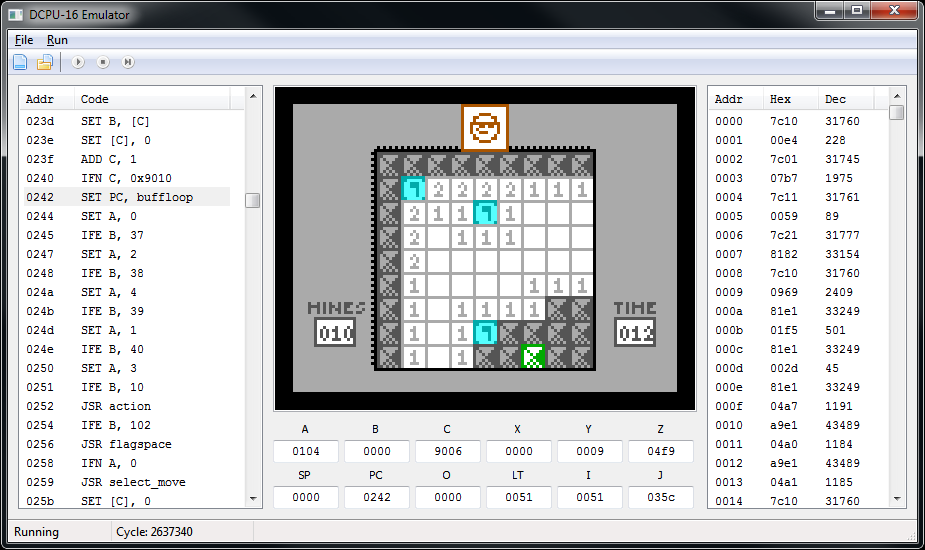 DCPU-16 Emulator
File Run
Addr Code
023d SET B, [C]
023e SET [C], 0
023f ADD C, 1
0240 IFN C, 0x9010
0242 SET PC, buffloop
0244 SET A, 0
0245 IFE B, 37
0247 SET A, 2
0248 IFE B, 38
024a SET A, 4
024b IFE B, 39
024d SET A, 1
024e IFE B, 40
0250 SET A, 3
0251 IFE B, 10
0252 JSR action
0254 IFE B, 102
0256 JSR flagspace
0258 IFN A, 0
0259 JSR select_move
025b SET [C], 0
2 2 2 2 2 1 1 1
2 1 1 1
2 1 1 1
2
1 1 1 1
1 1 1 1 1 1
1 1
1 1
MINES
010
TIME
012
A B C X Y Z
0104 0000 9006 0000 0009 04f9
SP PC O LT I J
0000 0242 0000 0051 0051 035c
Addr Hex Dec
0000 7c10 31760
0001 00e4 228
0002 7c01 31745
0003 07b7 1975
0004 7c11 31761
0005 0059 89
0006 7c21 31777
0007 8182 33154
0008 7c10 31760
0009 0969 2409
000a 81e1 33249
000b 01f5 501
000c 81e1 33249
000d 002d 45
000e 81e1 33249
000f 04a7 1191
0010 a9e1 43489
0011 04a0 1184
0012 a9e1 43489
0013 04a1 1185
0014 7c10 31760
Running Cycle: 2637340